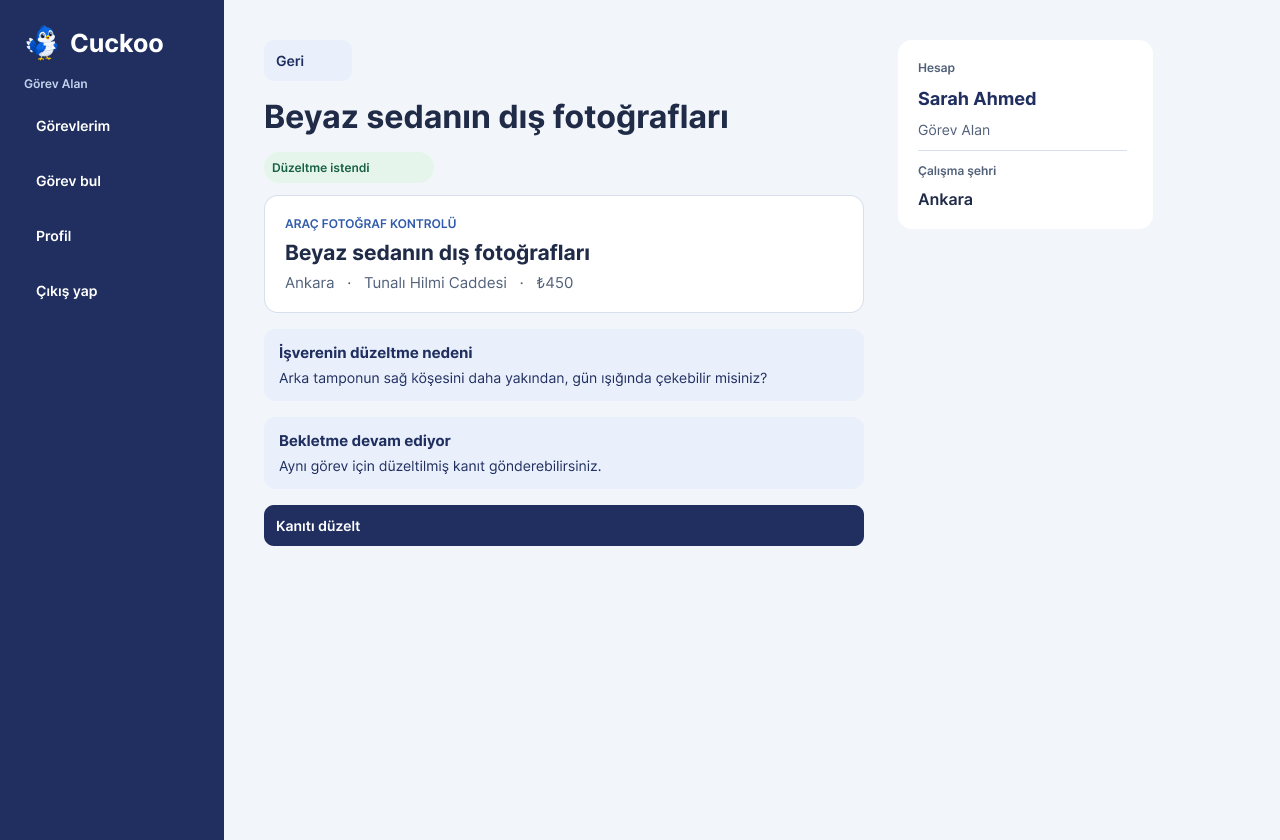 Cuckoo
Görev Alan
Görevlerim
Görev bul
Profil
Çıkış yap
Geri
Beyaz sedanın dış fotoğrafları
Düzeltme istendi
ARAÇ FOTOĞRAF KONTROLÜ
Beyaz sedanın dış fotoğrafları
Ankara · Tunalı Hilmi Caddesi · ₺450
İşverenin düzeltme nedeni
Arka tamponun sağ köşesini daha yakından, gün ışığında çekebilir misiniz?
Bekletme devam ediyor
Aynı görev için düzeltilmiş kanıt gönderebilirsiniz.
Kanıtı düzelt
Hesap
Sarah Ahmed
Görev Alan
Çalışma şehri
Ankara